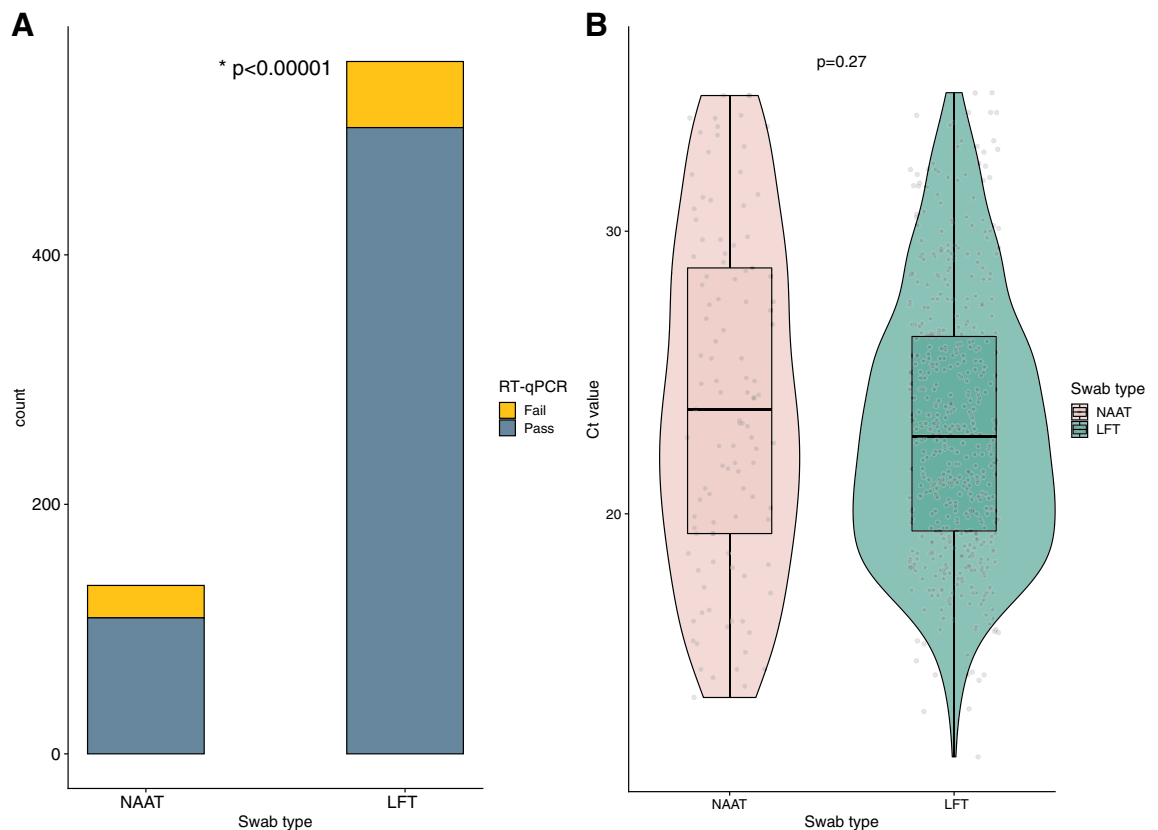 A
* p<0.00001
400
200
0
count
NAAT
LFT
Swab type
RT-qPCR
Fail
Pass
B
p=0.27
30
20
Ct value
NAAT
LFT
Swab type
Swab type
NAAT
LFT